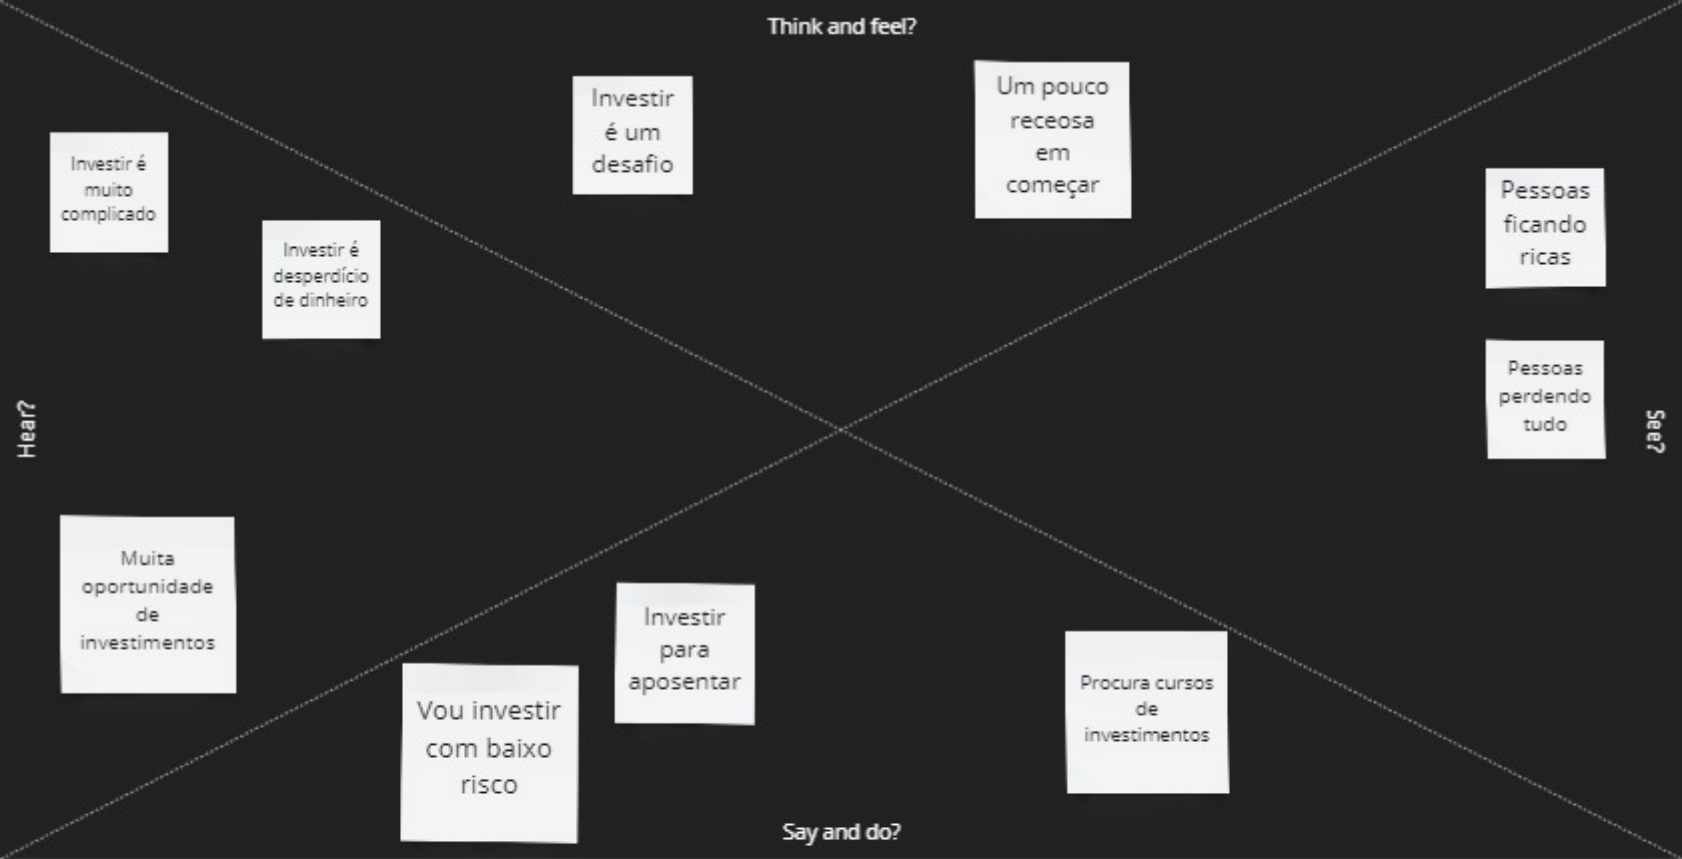 Think and feel?
Investir
é um
desafio
Um pouco
receosa
em
começar
Investir é
muito
complicado
Investir é
desperdício
de dinheiro
Hear?
Muita
oportunidade
de
investimentos
Pessoas
ficando
ricas
Pessoas
perdendo
tudo
See?
Vou investir
com baixo
risco
Investir
para
aposentar
Procura cursos
de
investimentos
Say and do?